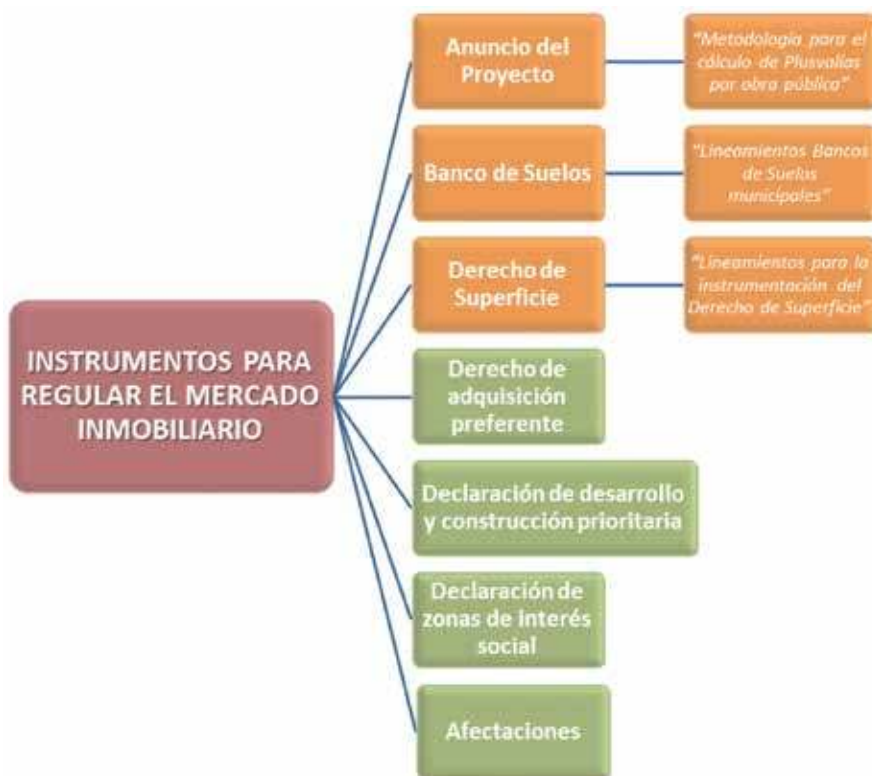 Anuncio del
Proyecto
"Metodología para el
cálculo de Plusvalías
por obra pública"
Banco de Suelos
"Lineamientos Bancos
de Suelos
municipales"
Derecho de
Superficie
"Lineamientos para la
instrumentación del
Derecho de Superficie"
INSTRUMENTOS PARA
REGULAR EL MERCADO
INMOBILIARIO
Derecho de
adquisición
preferente
Declaración de desarrollo
y construcción prioritaria
Declaración de
zonas de interés
social
Afectaciones